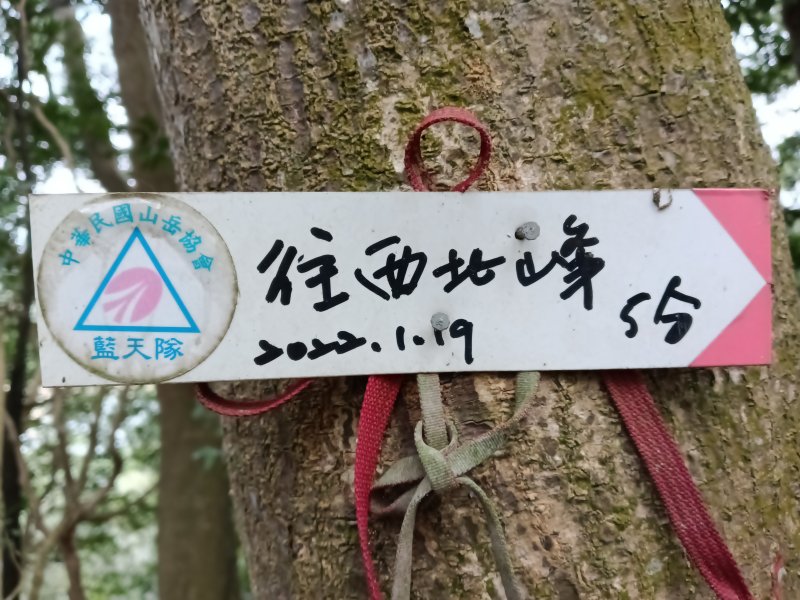 中華民國山岳協會
藍天隊
往西北峰
5分
2022.1.19